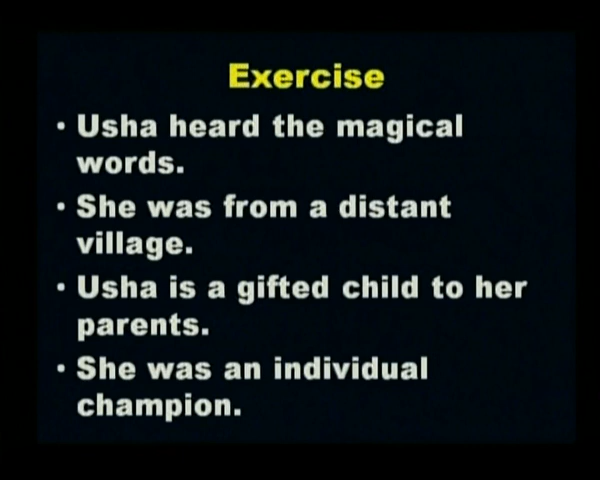 Exercise
• Usha heard the magical
words.
• She was from a distant
village.
• Usha is a gifted child to her
parents.
• She was an individual
champion.